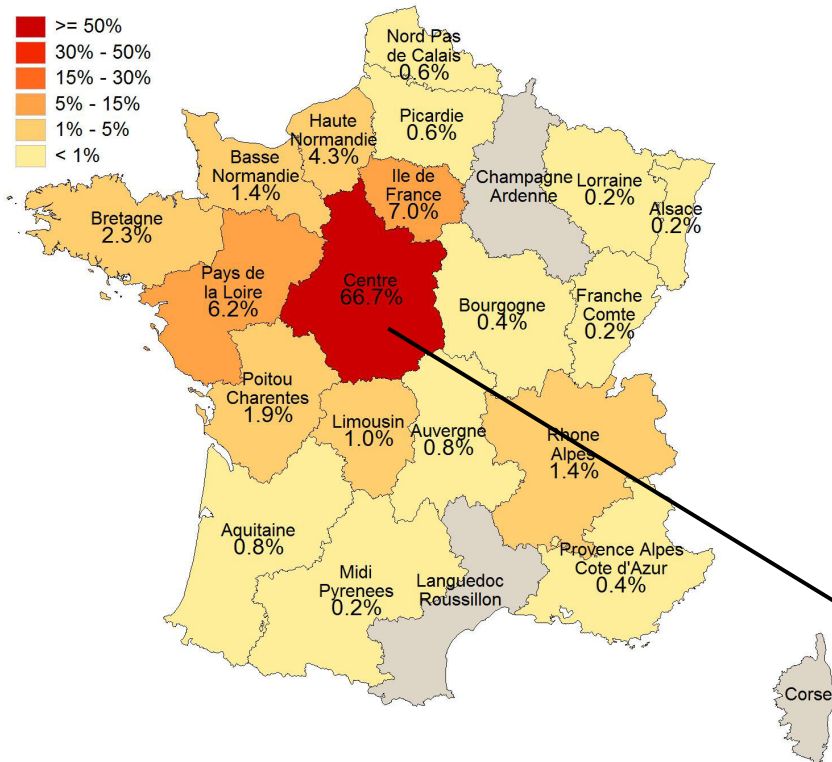 >= 50%
30% - 50%
15% - 30%
5% - 15%
1% - 5%
< 1%
Nord Pas
de Calais
0.6%
Picardie
0.6%
Haute
Normandie
4.3%
Basse
Normandie
1.4%
Ile de
France
7.0%
Champagne
Ardenne
Lorraine
0.2%
Alsace
0.2%
Bretagne
2.3%
Pays de
la Loire
6.2%
Centre
66.7%
Bourgogne
0.4%
Franche
Comte
0.2%
Poitou
Charentes
1.9%
Limousin
1.0%
Auvergne
0.8%
Rhone
Alpes
1.4%
Aquitaine
0.8%
Midi
Pyrenees
0.2%
Languedoc
Roussillon
Provence Alpes
Cote d'Azur
0.4%
Corse